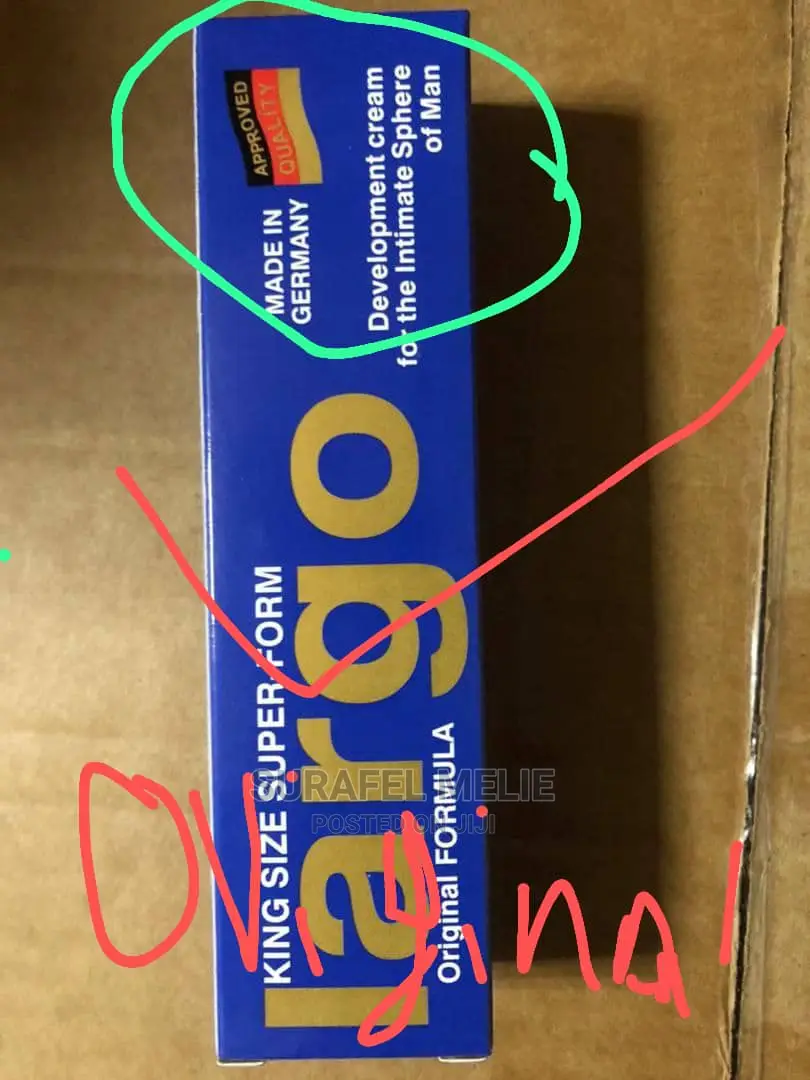 APPROVED
QUALITY
MADE IN
GERMANY
Development cream
for the Intimate Sphere
of Man
KING SIZE SUPER-FORM
largo
Original FORMULA
SURAFEL MELIE
POSTED ON JIJI
Original